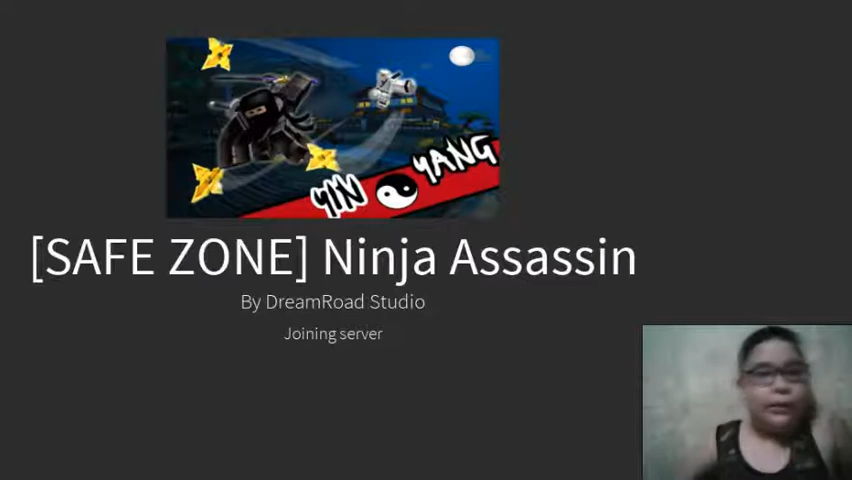 YIN YANG
[SAFE ZONE] Ninja Assassin
By DreamRoad Studio
Joining server